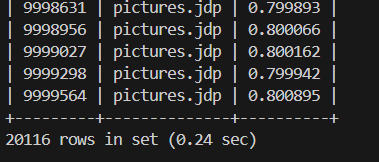 | 9998631 | pictures.jdp | 0.799893 |
| 9998956 | pictures.jdp | 0.800066 |
| 9999027 | pictures.jdp | 0.800162 |
| 9999298 | pictures.jdp | 0.799942 |
| 9999564 | pictures.jdp | 0.800895 |
+---------+--------------+----------+
20116 rows in set (0.24 sec)